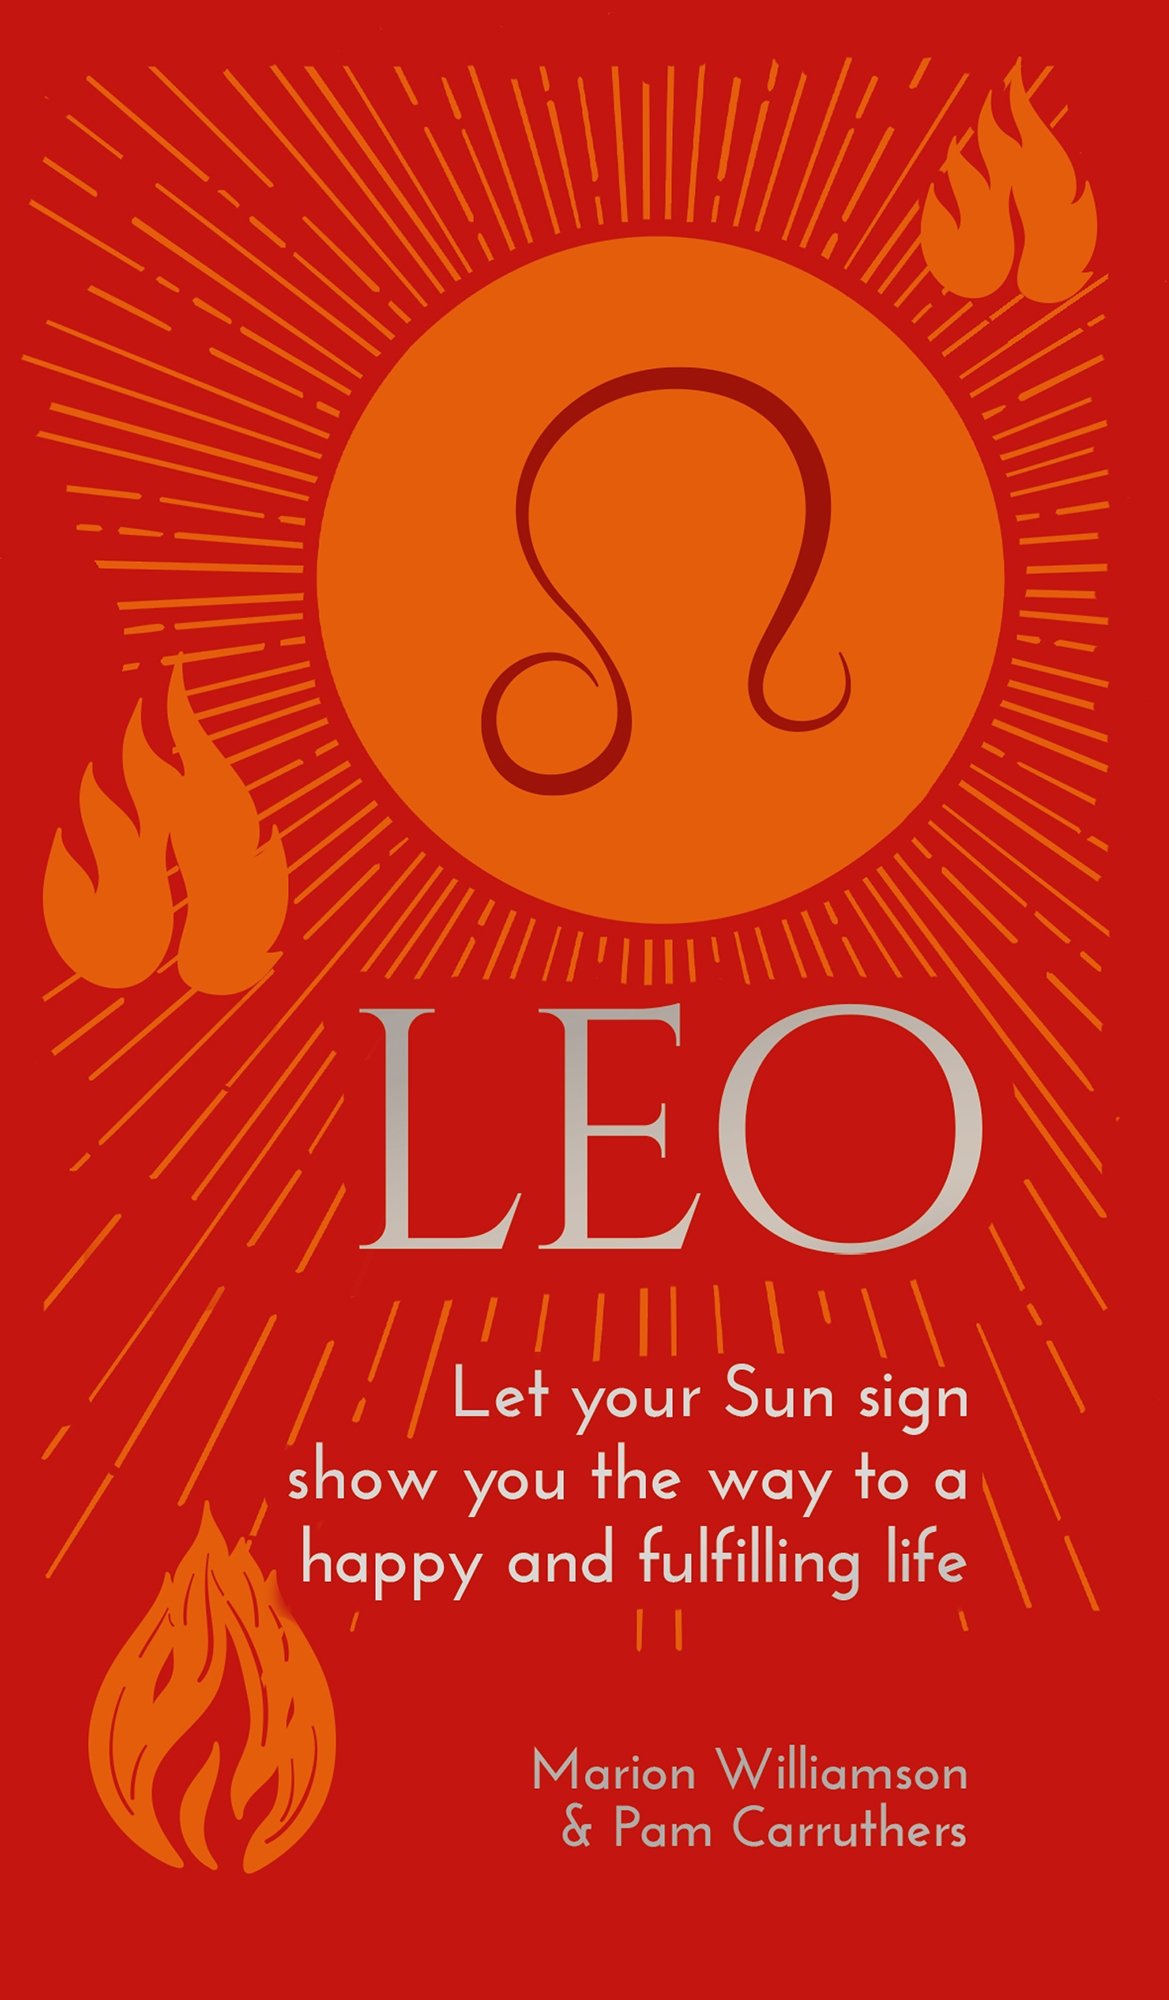 LEO
Let your Sun sign
show you the way to a
happy and fulfilling life
Marion Williamson
& Pam Carruthers